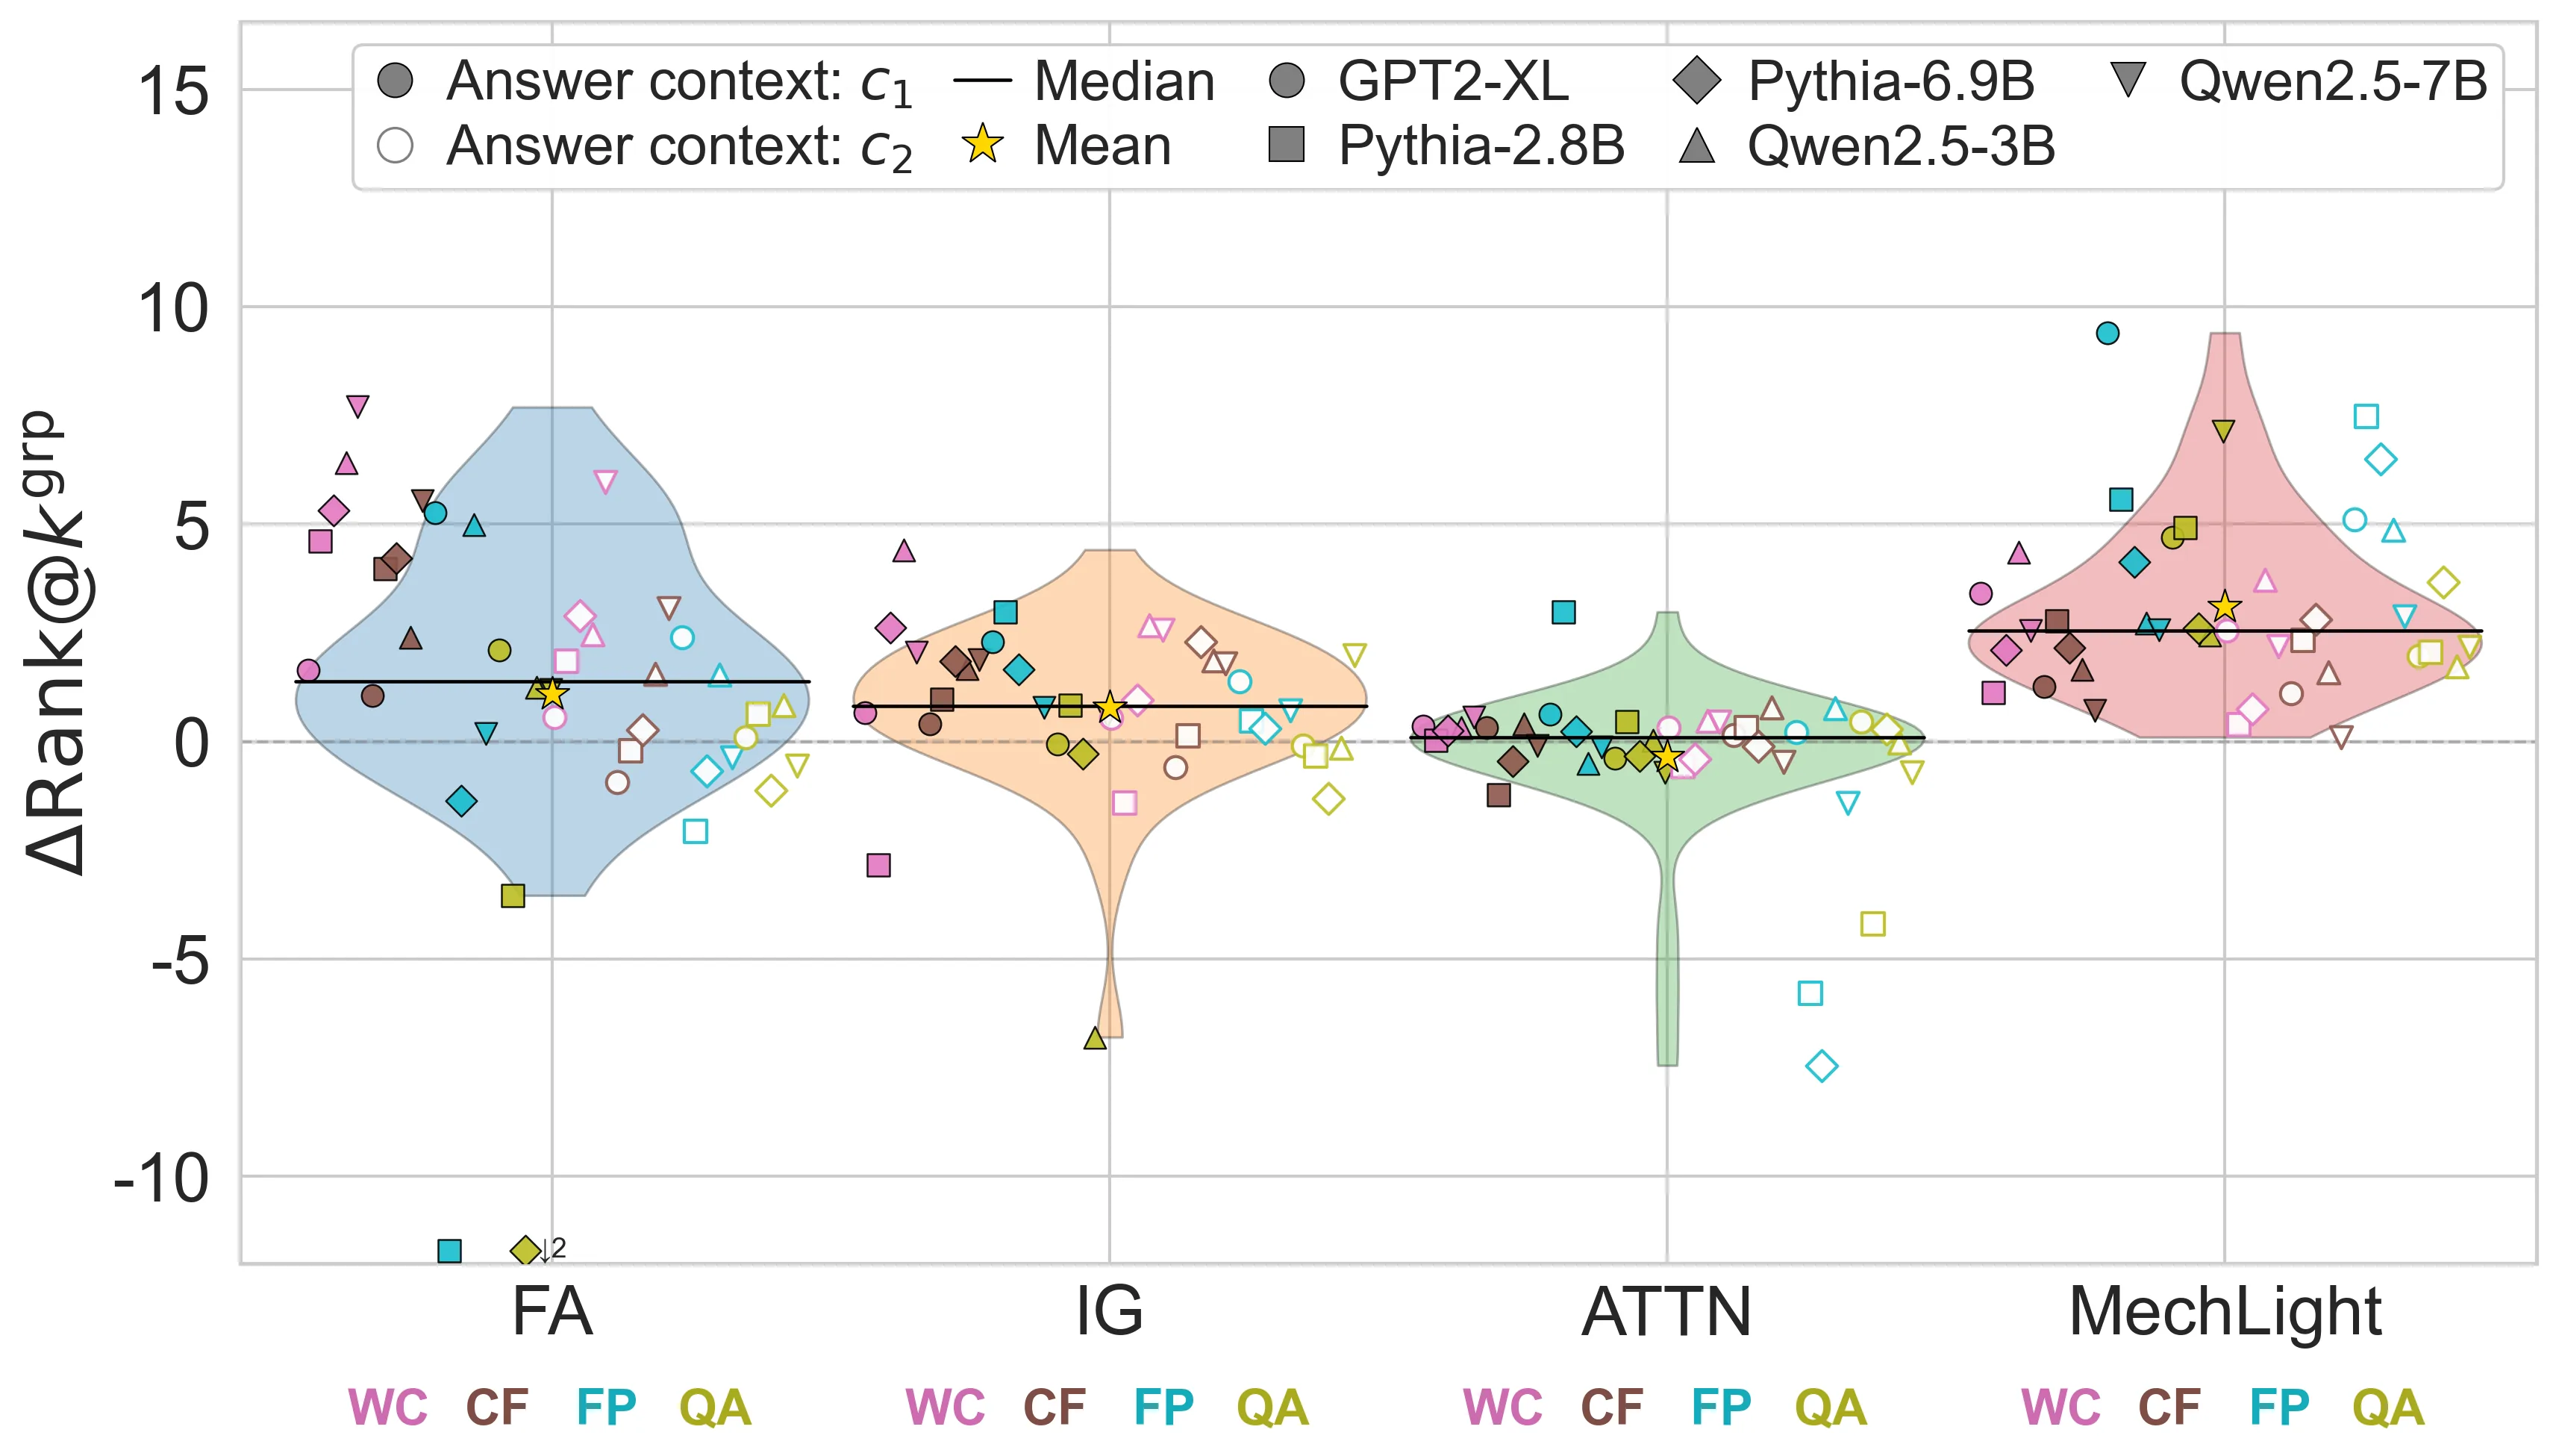 ΔRank@k^grp
15
10
5
0
-5
-10
Answer context: c₁
Answer context: c₂
Median
Mean
GPT2-XL
Pythia-2.8B
Pythia-6.9B
Qwen2.5-3B
Qwen2.5-7B
↓2
FA IG ATTN MechLight
WC CF FP QA WC CF FP QA WC CF FP QA WC CF FP QA